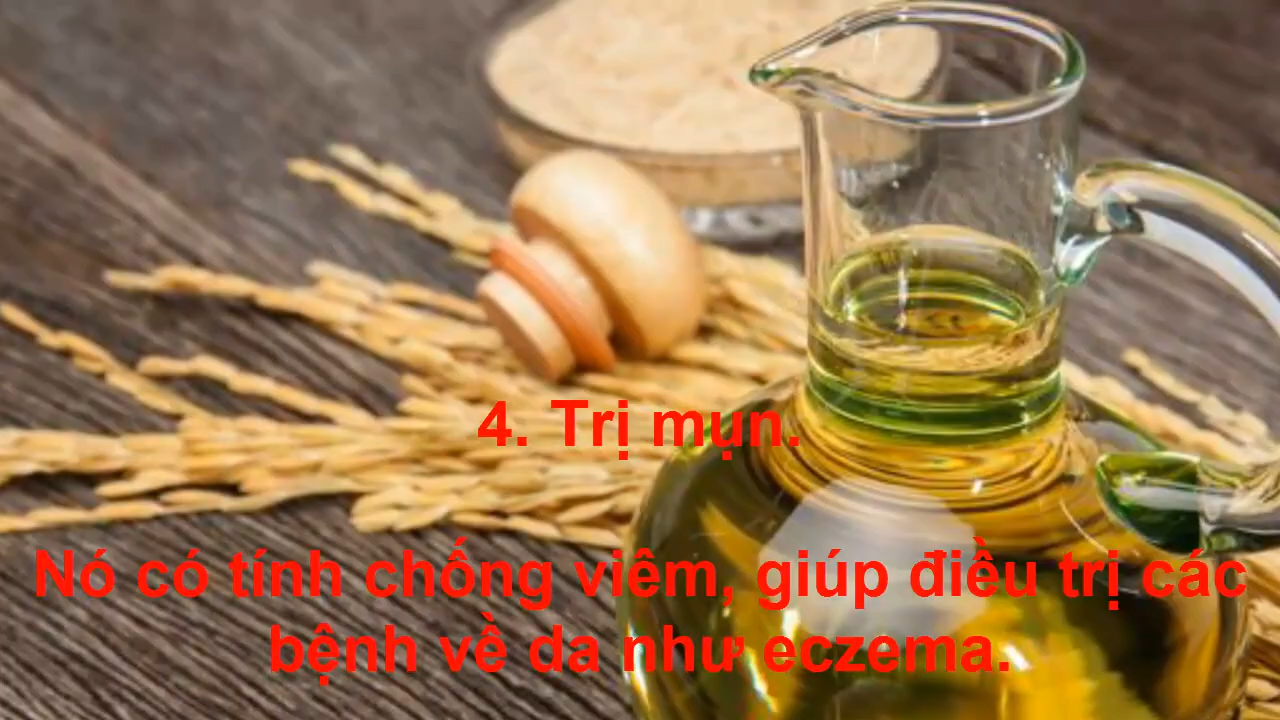 4. Trị mụn.
Nó có tính chống viêm, giúp điều trị các
bệnh về da như eczema.